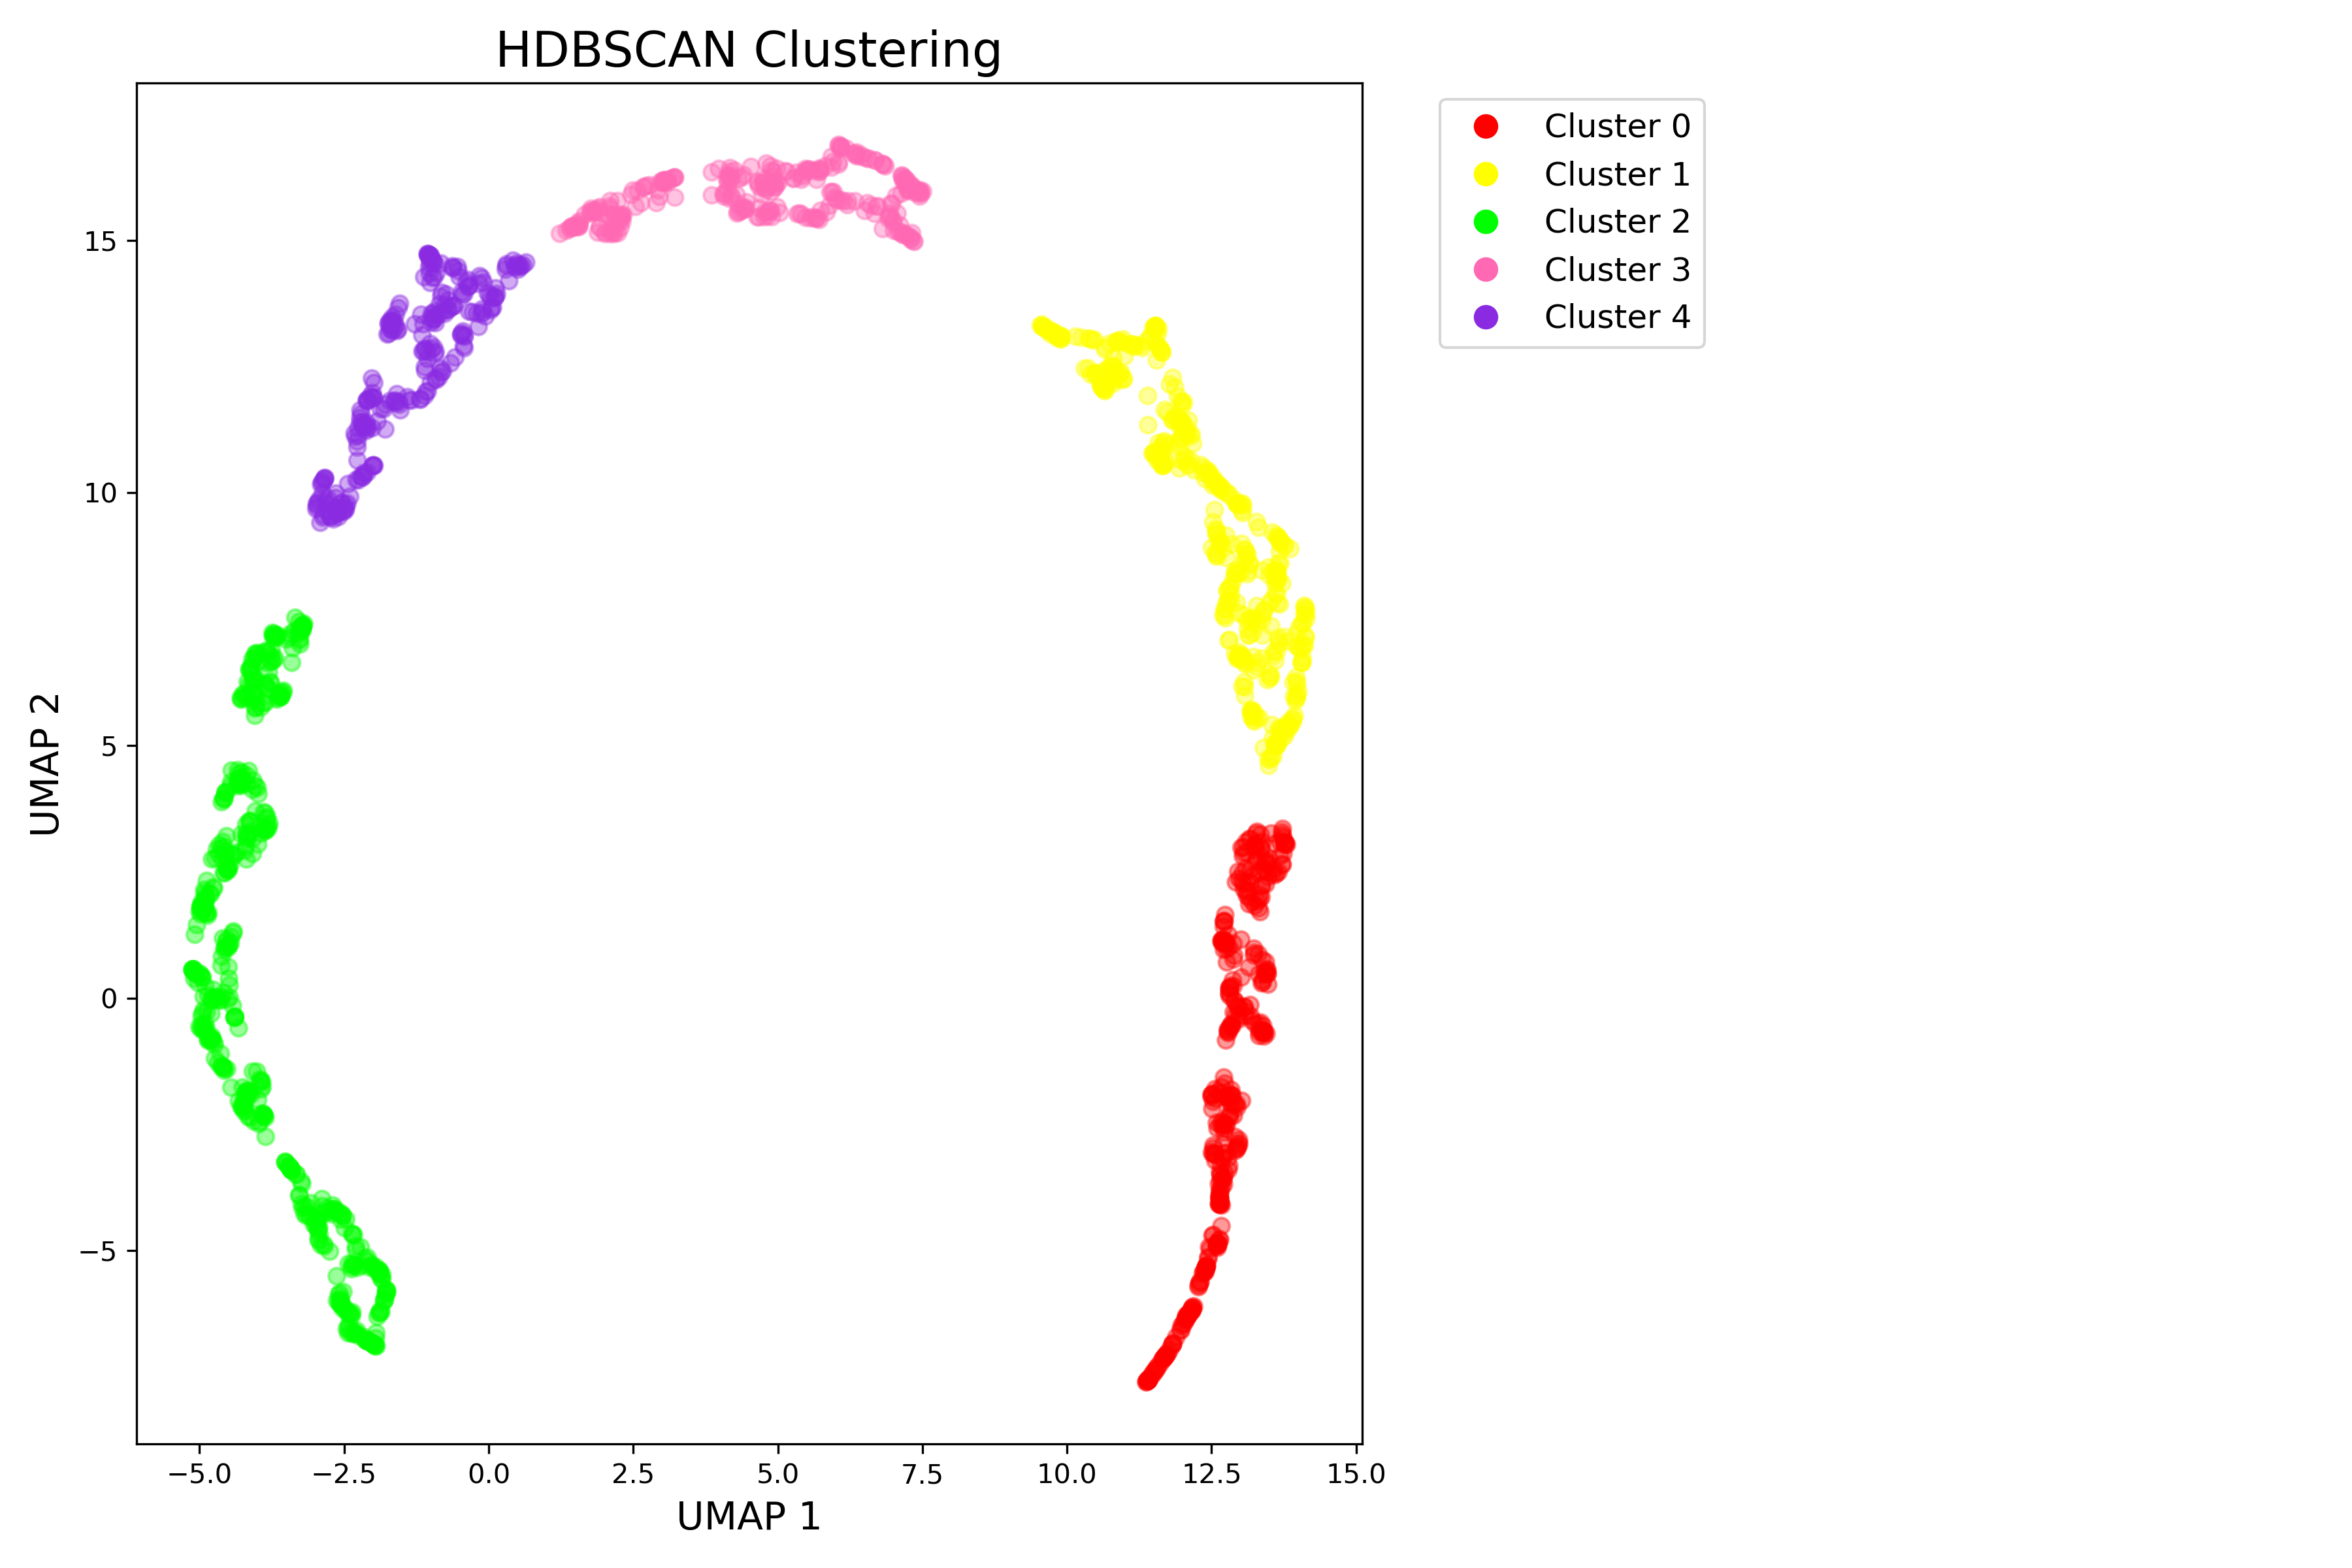 HDBSCAN Clustering
Cluster 0
Cluster 1
Cluster 2
Cluster 3
Cluster 4
15
10
5
0
−5
UMAP 2
−5.0
−2.5
0.0
2.5
5.0
7.5
10.0
12.5
15.0
UMAP 1